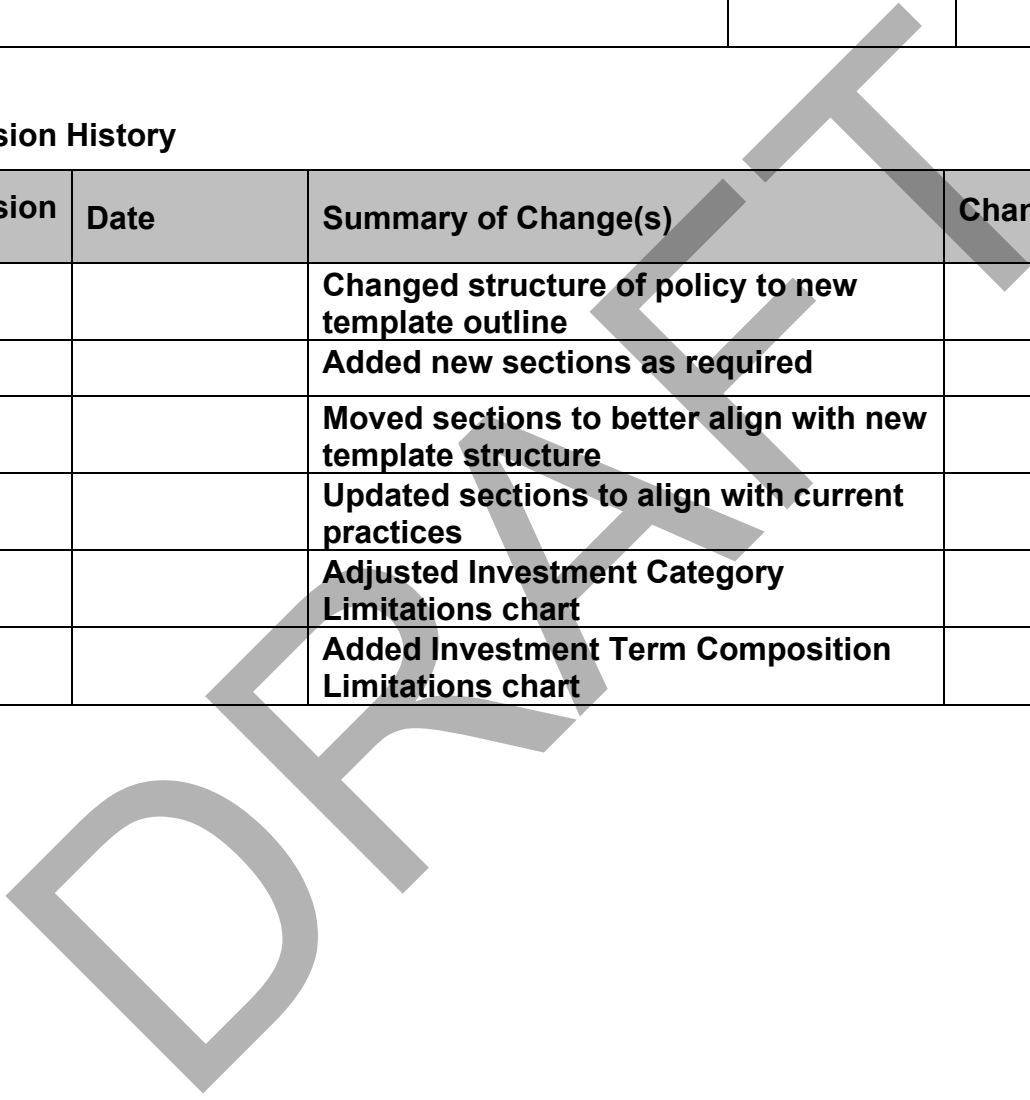 sion History
sion Date Summary of Change(s) Chan
Changed structure of policy to new
template outline
Added new sections as required
Moved sections to better align with new
template structure
Updated sections to align with current
practices
Adjusted Investment Category
Limitations chart
Added Investment Term Composition
Limitations chart
DRAFT